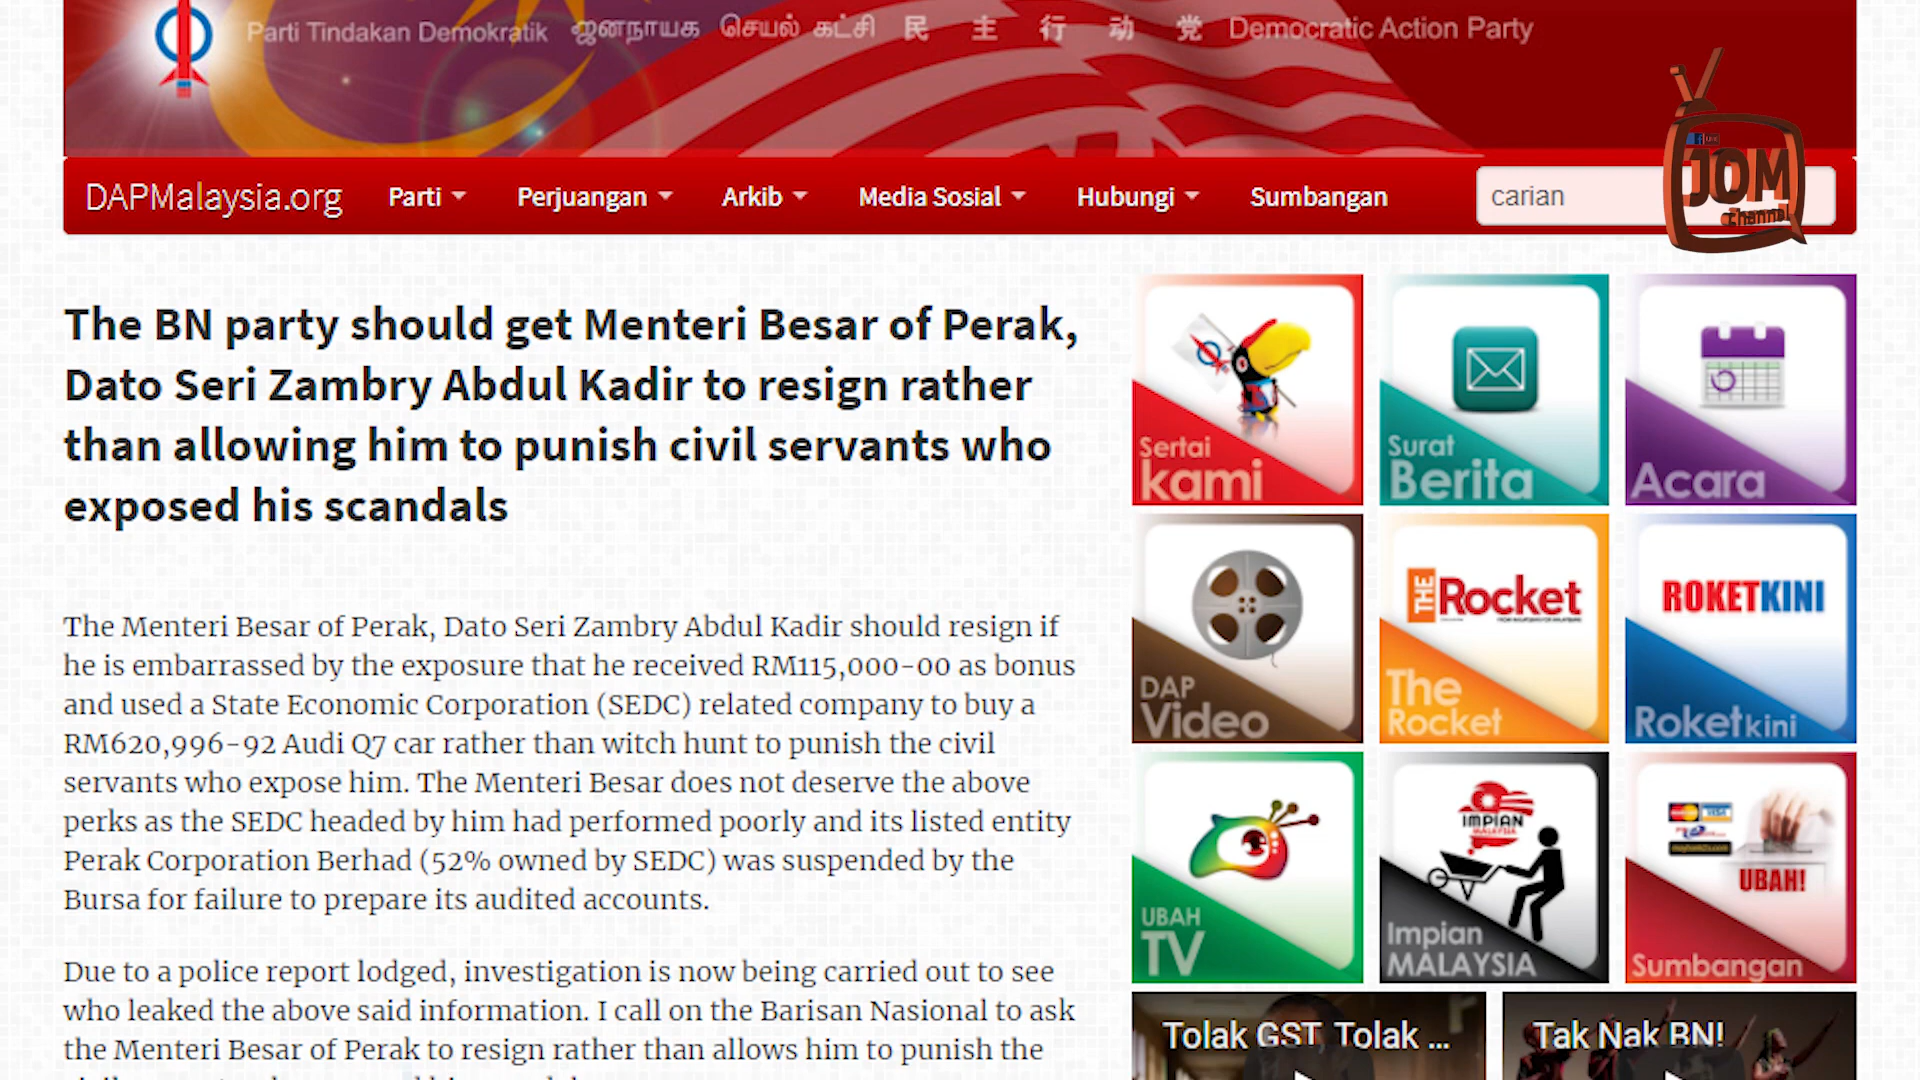 Parti Tindakan Demokratik ஜனநாயக செயல் கட்சி 民 主 行 动 党 Democratic Action Party
DAPMalaysia.org Parti Perjuangan Arkib Media Sosial Hubungi Sumbangan carian
JOM
Channel
The BN party should get Menteri Besar of Perak,
Dato Seri Zambry Abdul Kadir to resign rather
than allowing him to punish civil servants who
exposed his scandals
The Menteri Besar of Perak, Dato Seri Zambry Abdul Kadir should resign if
he is embarrassed by the exposure that he received RM115,000-00 as bonus
and used a State Economic Corporation (SEDC) related company to buy a
RM620,996-92 Audi Q7 car rather than witch hunt to punish the civil
servants who expose him. The Menteri Besar does not deserve the above
perks as the SEDC headed by him had performed poorly and its listed entity
Perak Corporation Berhad (52% owned by SEDC) was suspended by the
Bursa for failure to prepare its audited accounts.
Due to a police report lodged, investigation is now being carried out to see
who leaked the above said information. I call on the Barisan Nasional to ask
the Menteri Besar of Perak to resign rather than allows him to punish the
Sertai
kami
Surat
Berita
Acara
DAP
Video
THE Rocket
The
Rocket
ROKETKINI
Roketkini
UBAH
TV
IMPIAN
MALAYSIA
Impian
MALAYSIA
MasterCard VISA
UBAH!
Sumbangan
Tolak GST, Tolak ...
Tak Nak BN!